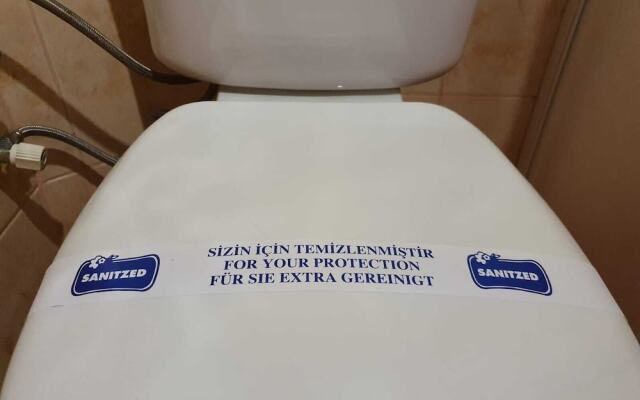 SANITZED
SİZİN İÇİN TEMİZLENMİŞTİR
FOR YOUR PROTECTION
FÜR SIE EXTRA GEREINIGT
SANITZED